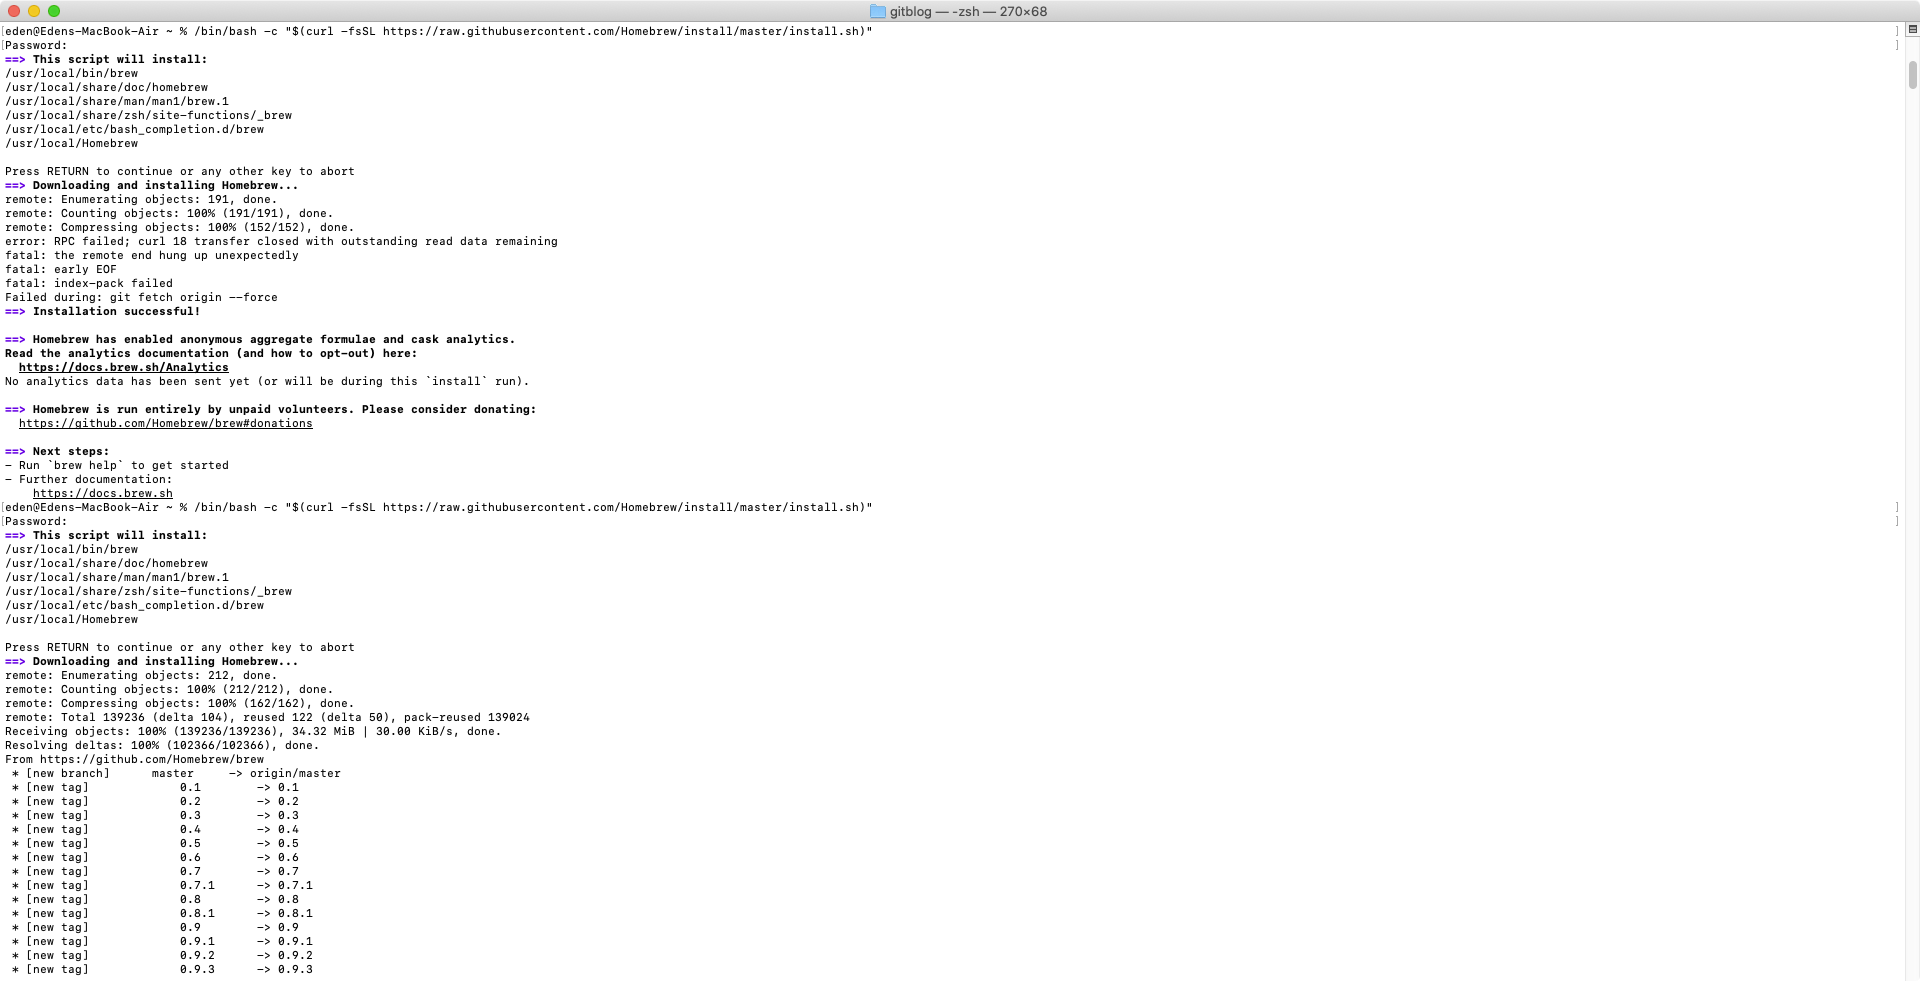 gitblog — -zsh — 270×68
[eden@Edens-MacBook-Air ~ % /bin/bash -c "$(curl -fsSL https://raw.githubusercontent.com/Homebrew/install/master/install.sh)" ]
[Password: ]
==> This script will install:
/usr/local/bin/brew
/usr/local/share/doc/homebrew
/usr/local/share/man/man1/brew.1
/usr/local/share/zsh/site-functions/_brew
/usr/local/etc/bash_completion.d/brew
/usr/local/Homebrew

Press RETURN to continue or any other key to abort
==> Downloading and installing Homebrew...
remote: Enumerating objects: 191, done.
remote: Counting objects: 100% (191/191), done.
remote: Compressing objects: 100% (152/152), done.
error: RPC failed; curl 18 transfer closed with outstanding read data remaining
fatal: the remote end hung up unexpectedly
fatal: early EOF
fatal: index-pack failed
Failed during: git fetch origin --force
==> Installation successful!

==> Homebrew has enabled anonymous aggregate formulae and cask analytics.
Read the analytics documentation (and how to opt-out) here:
  https://docs.brew.sh/Analytics
No analytics data has been sent yet (or will be during this `install` run).

==> Homebrew is run entirely by unpaid volunteers. Please consider donating:
  https://github.com/Homebrew/brew#donations

==> Next steps:
- Run `brew help` to get started
- Further documentation:
    https://docs.brew.sh
[eden@Edens-MacBook-Air ~ % /bin/bash -c "$(curl -fsSL https://raw.githubusercontent.com/Homebrew/install/master/install.sh)" ]
[Password: ]
==> This script will install:
/usr/local/bin/brew
/usr/local/share/doc/homebrew
/usr/local/share/man/man1/brew.1
/usr/local/share/zsh/site-functions/_brew
/usr/local/etc/bash_completion.d/brew
/usr/local/Homebrew

Press RETURN to continue or any other key to abort
==> Downloading and installing Homebrew...
remote: Enumerating objects: 212, done.
remote: Counting objects: 100% (212/212), done.
remote: Compressing objects: 100% (162/162), done.
remote: Total 139236 (delta 104), reused 122 (delta 50), pack-reused 139024
Receiving objects: 100% (139236/139236), 34.32 MiB | 30.00 KiB/s, done.
Resolving deltas: 100% (102366/102366), done.
From https://github.com/Homebrew/brew
 * [new branch]      master     -> origin/master
 * [new tag]             0.1        -> 0.1
 * [new tag]             0.2        -> 0.2
 * [new tag]             0.3        -> 0.3
 * [new tag]             0.4        -> 0.4
 * [new tag]             0.5        -> 0.5
 * [new tag]             0.6        -> 0.6
 * [new tag]             0.7        -> 0.7
 * [new tag]             0.7.1      -> 0.7.1
 * [new tag]             0.8        -> 0.8
 * [new tag]             0.8.1      -> 0.8.1
 * [new tag]             0.9        -> 0.9
 * [new tag]             0.9.1      -> 0.9.1
 * [new tag]             0.9.2      -> 0.9.2
 * [new tag]             0.9.3      -> 0.9.3